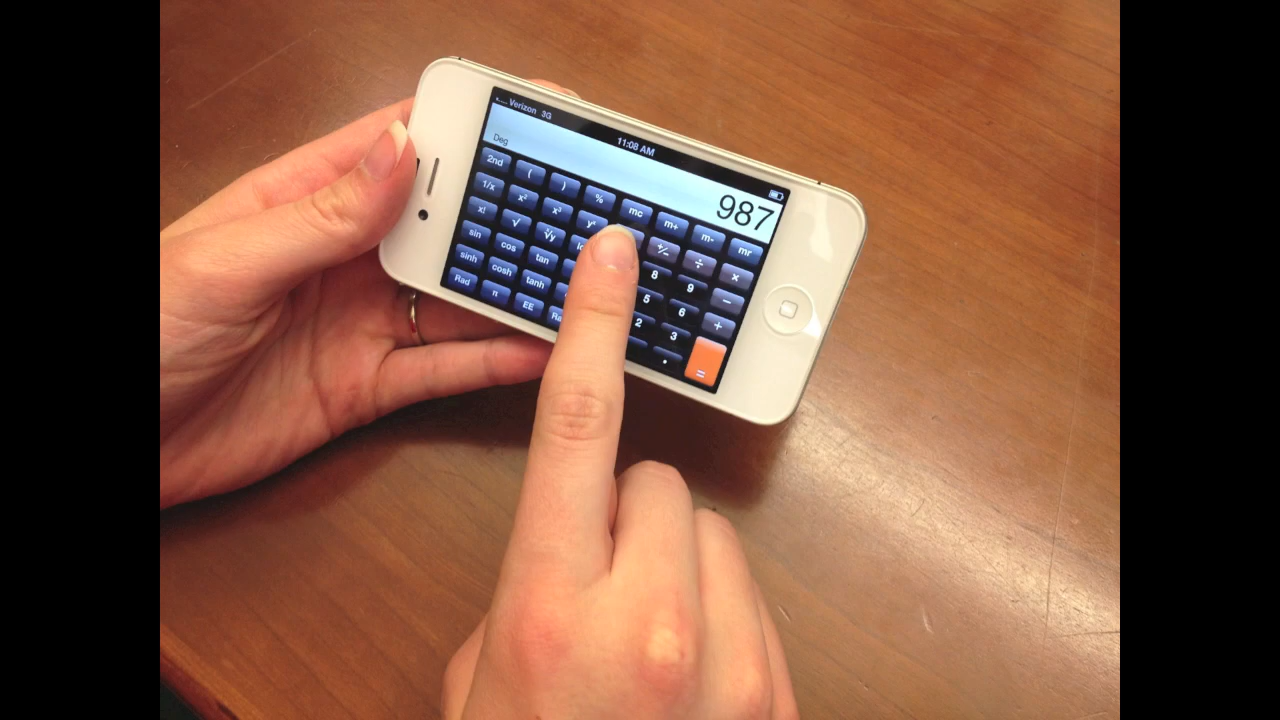 Verizon 3G 11:08 AM
Deg 987
2nd ( ) % mc m+ m- mr
1/x x² x³ yˣ +/− ÷ ×
x! √ 8 9 −
sin cos tan 5 6 +
sinh cosh tanh 2 3 =
Rad π EE .